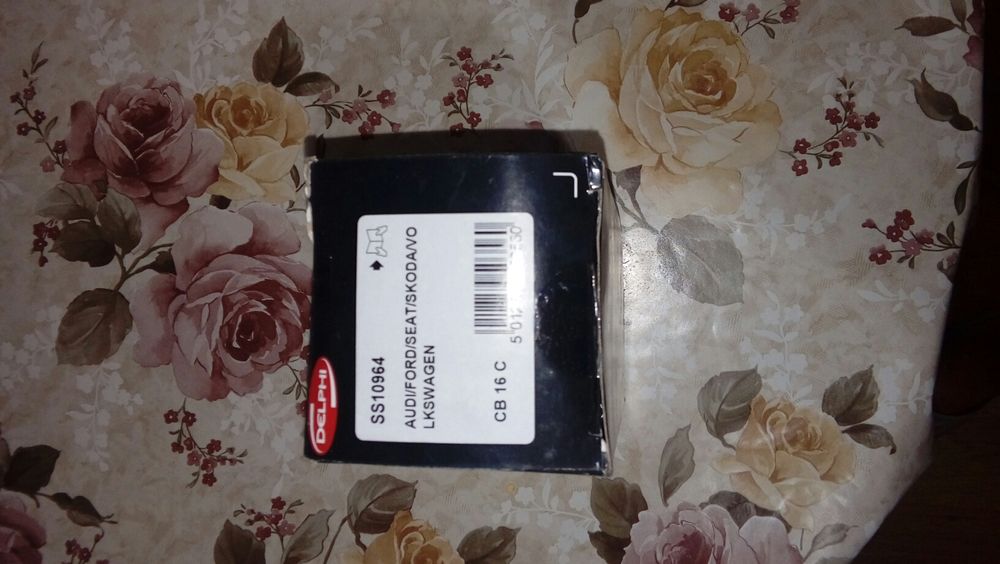 DELPHI
SS10964
AUDI/FORD/SEAT/SKODA/VO
LKSWAGEN
CB 16 C